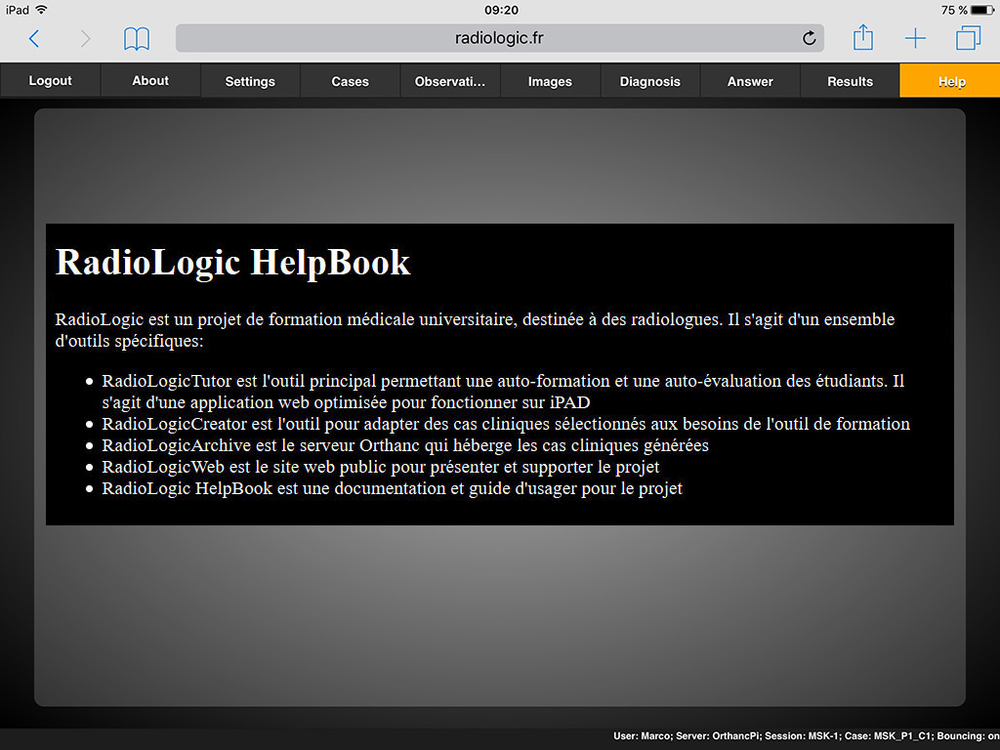 iPad 09:20 75 %
radiologic.fr
Logout About Settings Cases Observati... Images Diagnosis Answer Results Help
RadioLogic HelpBook
RadioLogic est un projet de formation médicale universitaire, destinée à des radiologues. Il s'agit d'un ensemble
d'outils spécifiques:
• RadioLogicTutor est l'outil principal permettant une auto-formation et une auto-évaluation des étudiants. Il
s'agit d'une application web optimisée pour fonctionner sur iPAD
• RadioLogicCreator est l'outil pour adapter des cas cliniques sélectionnés aux besoins de l'outil de formation
• RadioLogicArchive est le serveur Orthanc qui héberge les cas cliniques générées
• RadioLogicWeb est le site web public pour présenter et supporter le projet
• RadioLogic HelpBook est une documentation et guide d'usager pour le projet
User: Marco; Server: OrthancPi; Session: MSK-1; Case: MSK_P1_C1; Bouncing: on